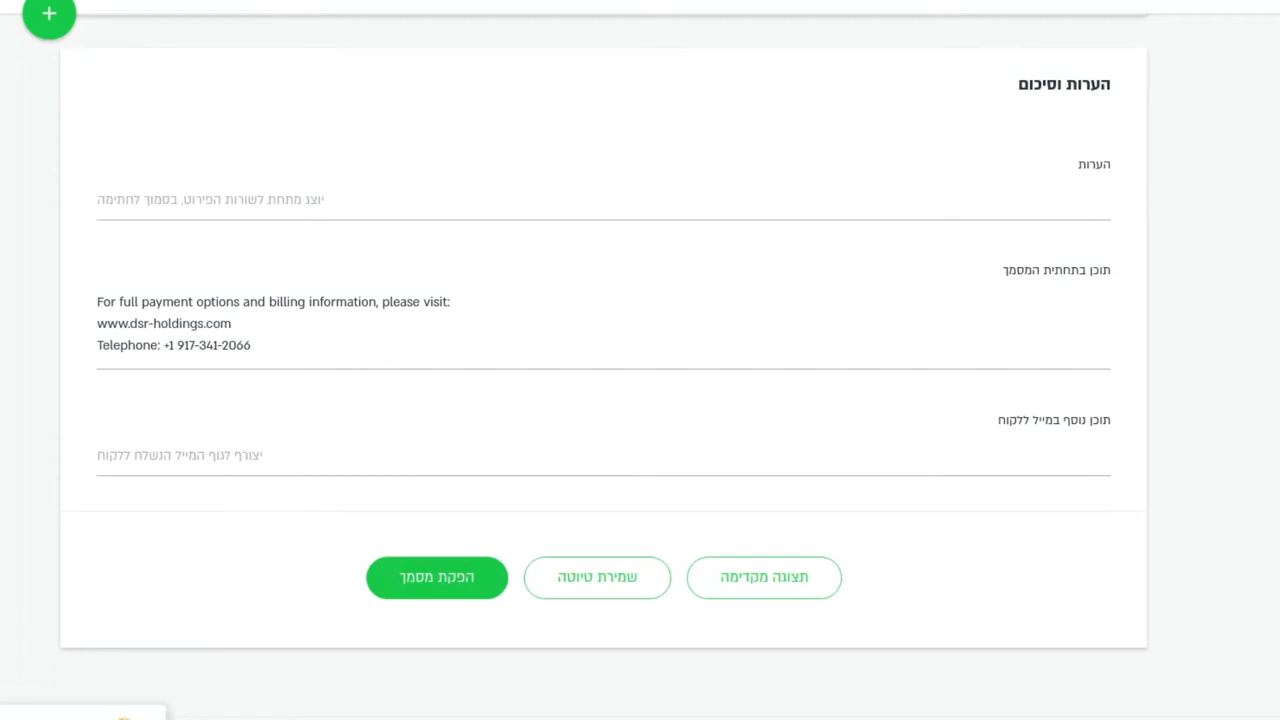 +
הערות וסיכום
הערות
יוצג מתחת לשורות הפירוט, בסמוך לחתימה
תוכן בתחתית המסמך
For full payment options and billing information, please visit:
www.dsr-holdings.com
Telephone: +1 917-341-2066
תוכן נוסף במייל ללקוח
יצורף לגוף המייל הנשלח ללקוח
תצוגה מקדימה
שמירת טיוטה
הפקת מסמך